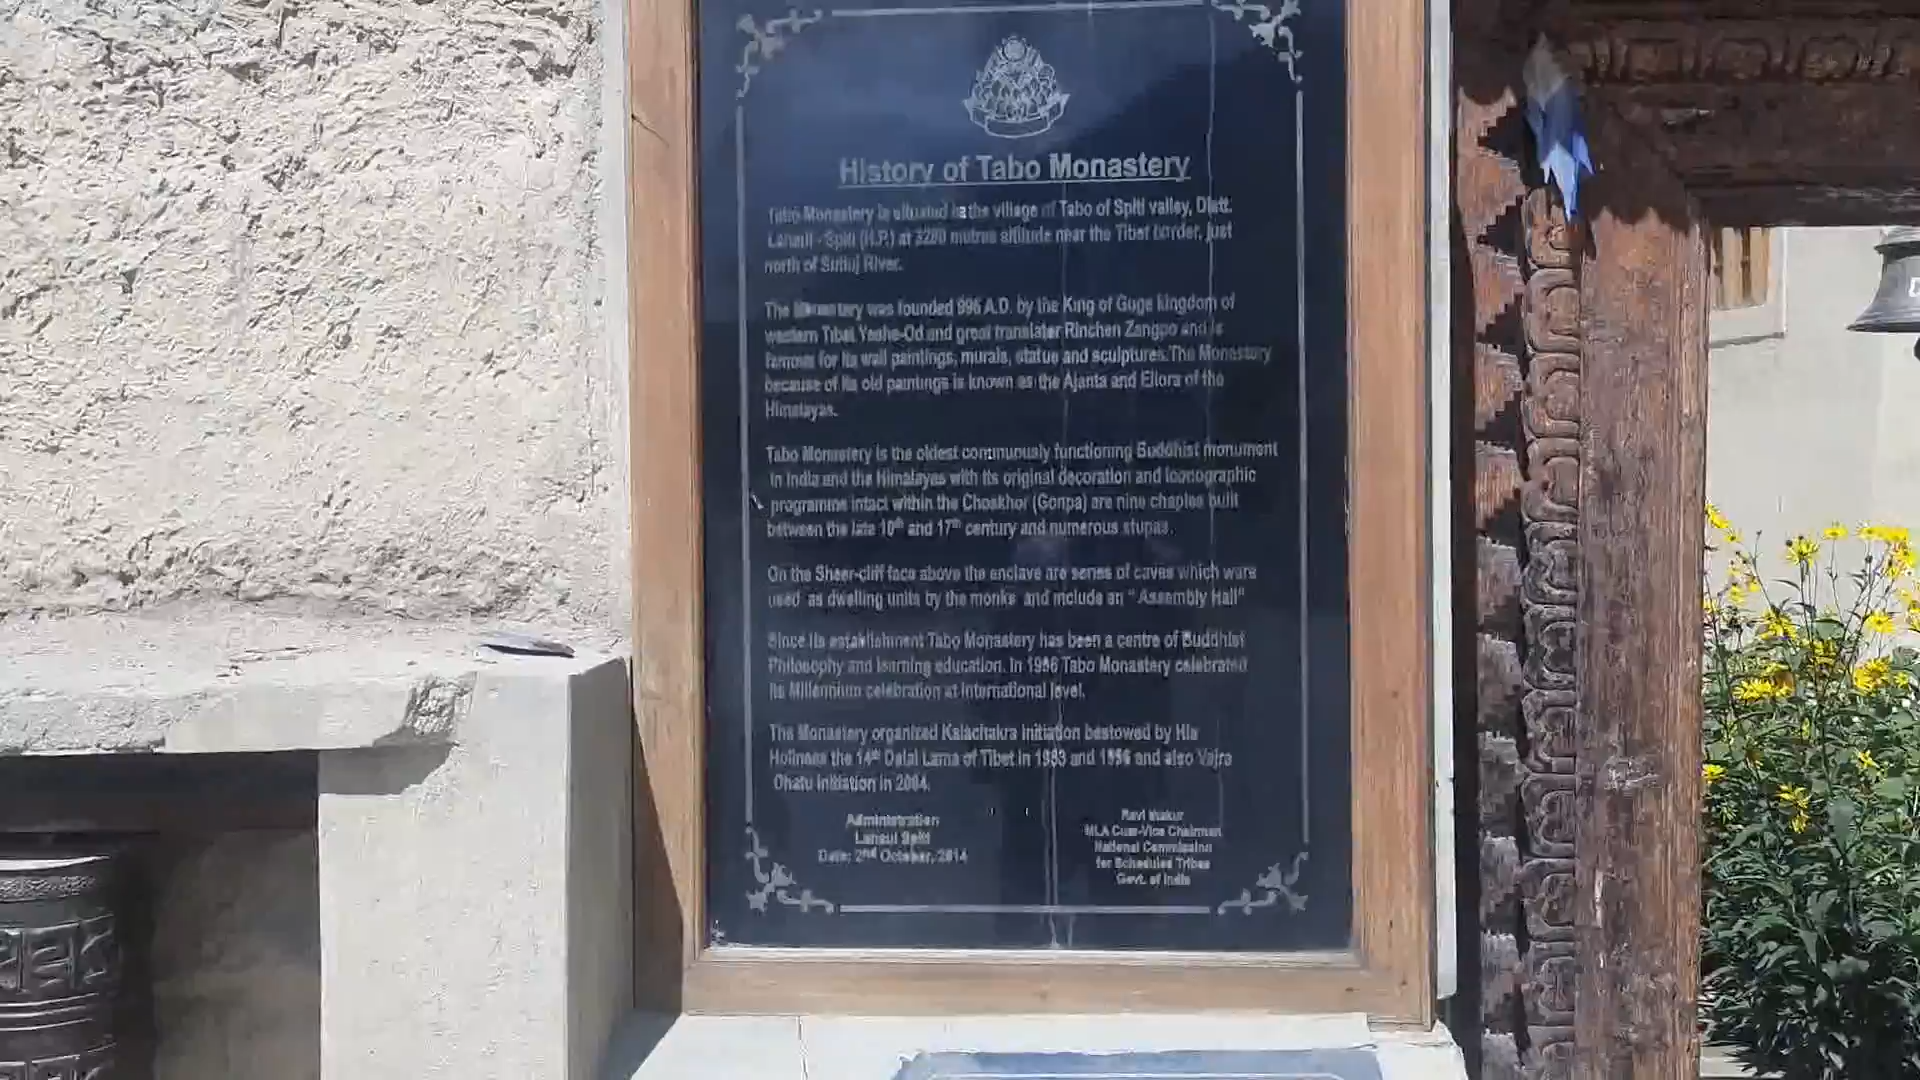 History of Tabo Monastery
Tabo Monastery is situated in the village of Tabo of Spiti valley, Distt.
Lahaul - Spiti (H.P.) at 3280 metres altitude near the Tibet border, just
north of Sutluj River.
The Monastery was founded 996 A.D. by the King of Guge kingdom of
western Tibet Yeshe-Od and great translater Rinchen Zangpo and is
famous for its wall paintings, murals, statue and sculptures.The Monastery
because of its old paintings is known as the Ajanta and Ellora of the
Himalayas.
Tabo Monastery is the oldest continuously functioning Buddhist monument
in India and the Himalayas with its original decoration and icocographic
programme intact within the Choskhor (Gonpa) are nine chaples built
between the late 10th and 17th century and numerous stupas.
On the Sheer-cliff face above the enclave are series of caves which were
used as dwelling units by the monks and include an " Assembly Hall"
Since its establishment Tabo Monastery has been a centre of Buddhist
Philosophy and learning education. In 1996 Tabo Monastery celebrated
its Millennium celebration at international level.
The Monastery organized Kalachakra initiation bestowed by His
Holiness the 14th Dalai Lama of Tibet in 1983 and 1996 and also Vajra
Dhatu initiation in 2004.
Administration
Lahaul Spiti
Date: 2nd October, 2014
Ravi thakur
MLA Cum-Vice Chairman
National Commission
for Schedules Tribes
Govt. of India